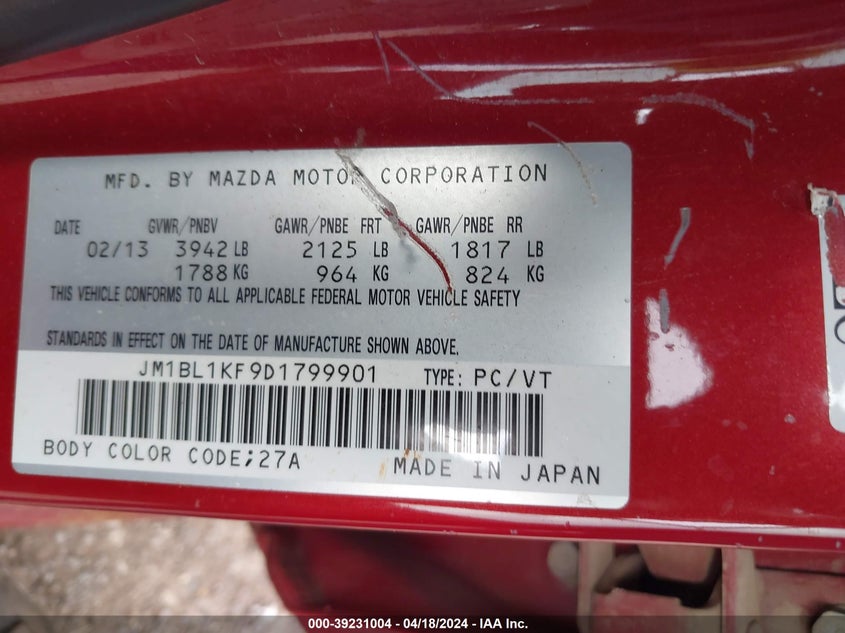 MFD. BY MAZDA MOTOR CORPORATION
DATE GVWR/PNBV GAWR/PNBE FRT GAWR/PNBE RR
02/13 3942 LB 2125 LB 1817 LB
1788 KG 964 KG 824 KG
THIS VEHICLE CONFORMS TO ALL APPLICABLE FEDERAL MOTOR VEHICLE SAFETY
STANDARDS IN EFFECT ON THE DATE OF MANUFACTURE SHOWN ABOVE.
JM1BL1KF9D1799901 TYPE: PC/VT
BODY COLOR CODE;27A MADE IN JAPAN
000-39231004 - 04/18/2024 - IAA Inc.